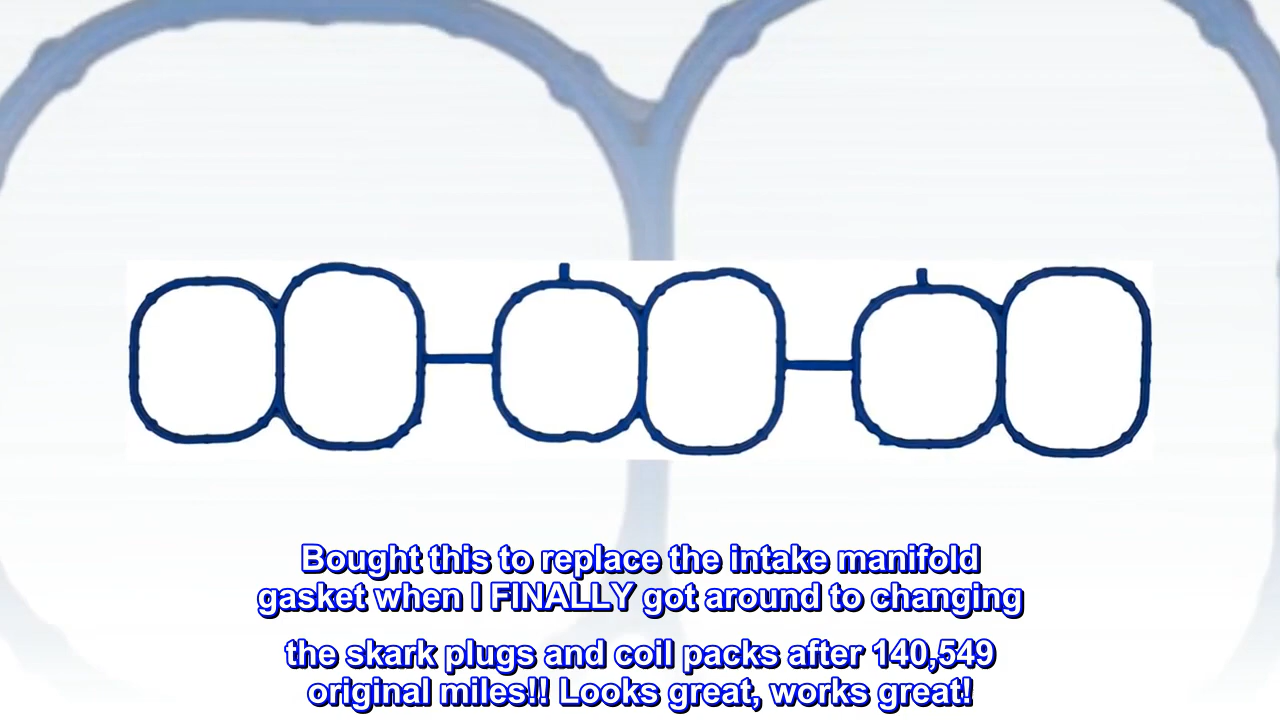 Bought this to replace the intake manifold
gasket when I FINALLY got around to changing
the skark plugs and coil packs after 140,549
original miles!! Looks great, works great!